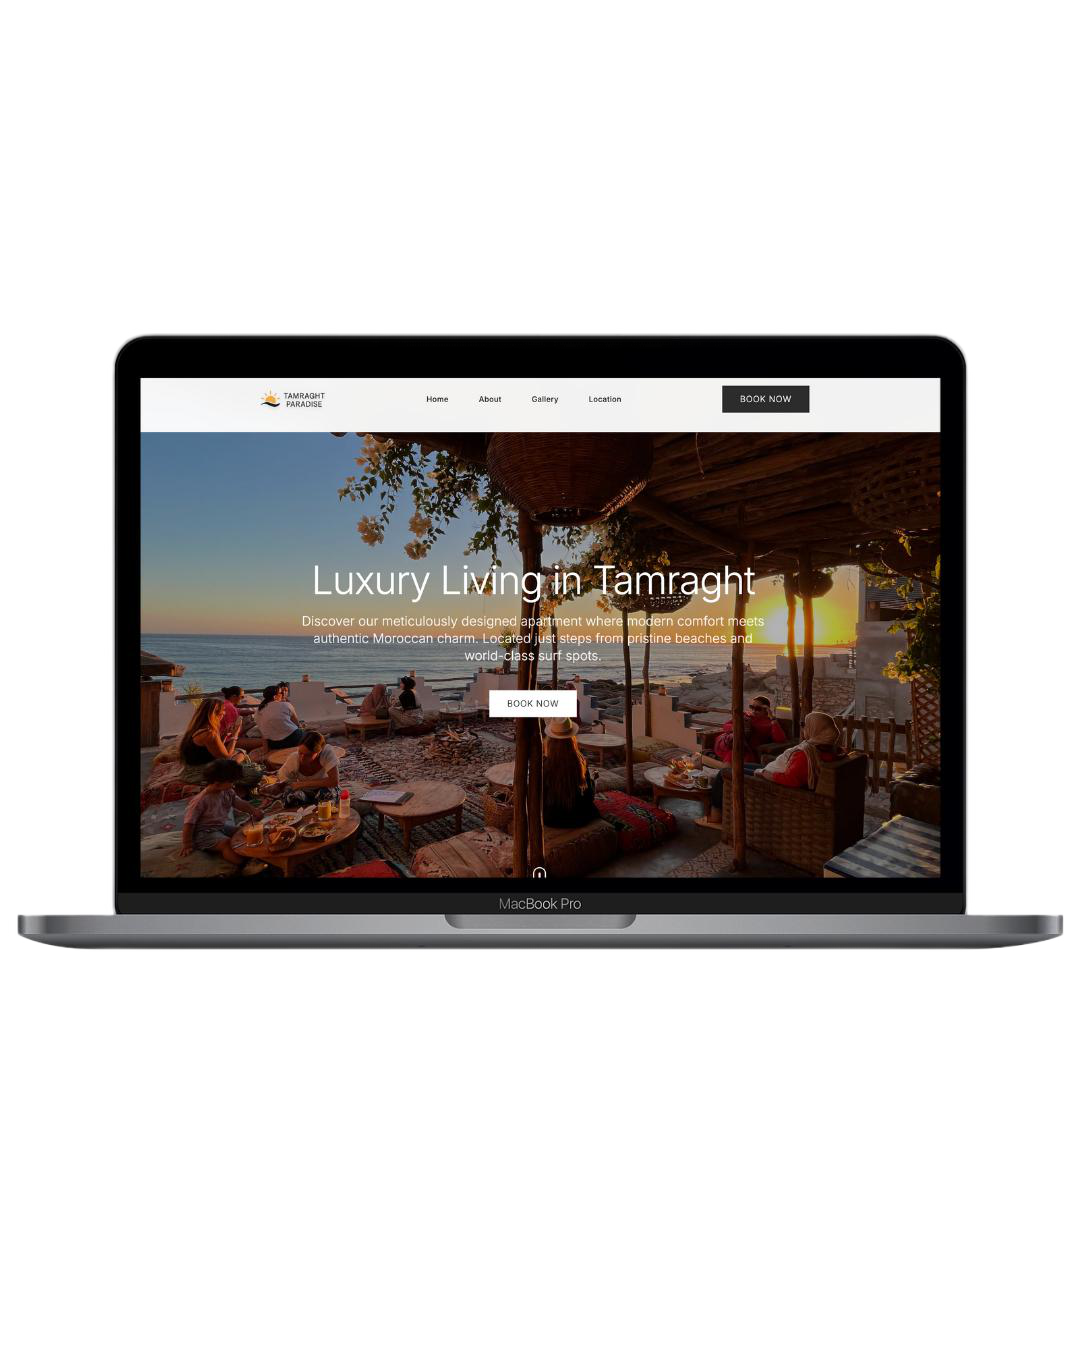 TAMRAGHT
PARADISE
Home
About
Gallery
Location
BOOK NOW
Luxury Living in Tamraght
Discover our meticulously designed apartment where modern comfort meets
authentic Moroccan charm. Located just steps from pristine beaches and
world-class surf spots.
BOOK NOW
MacBook Pro